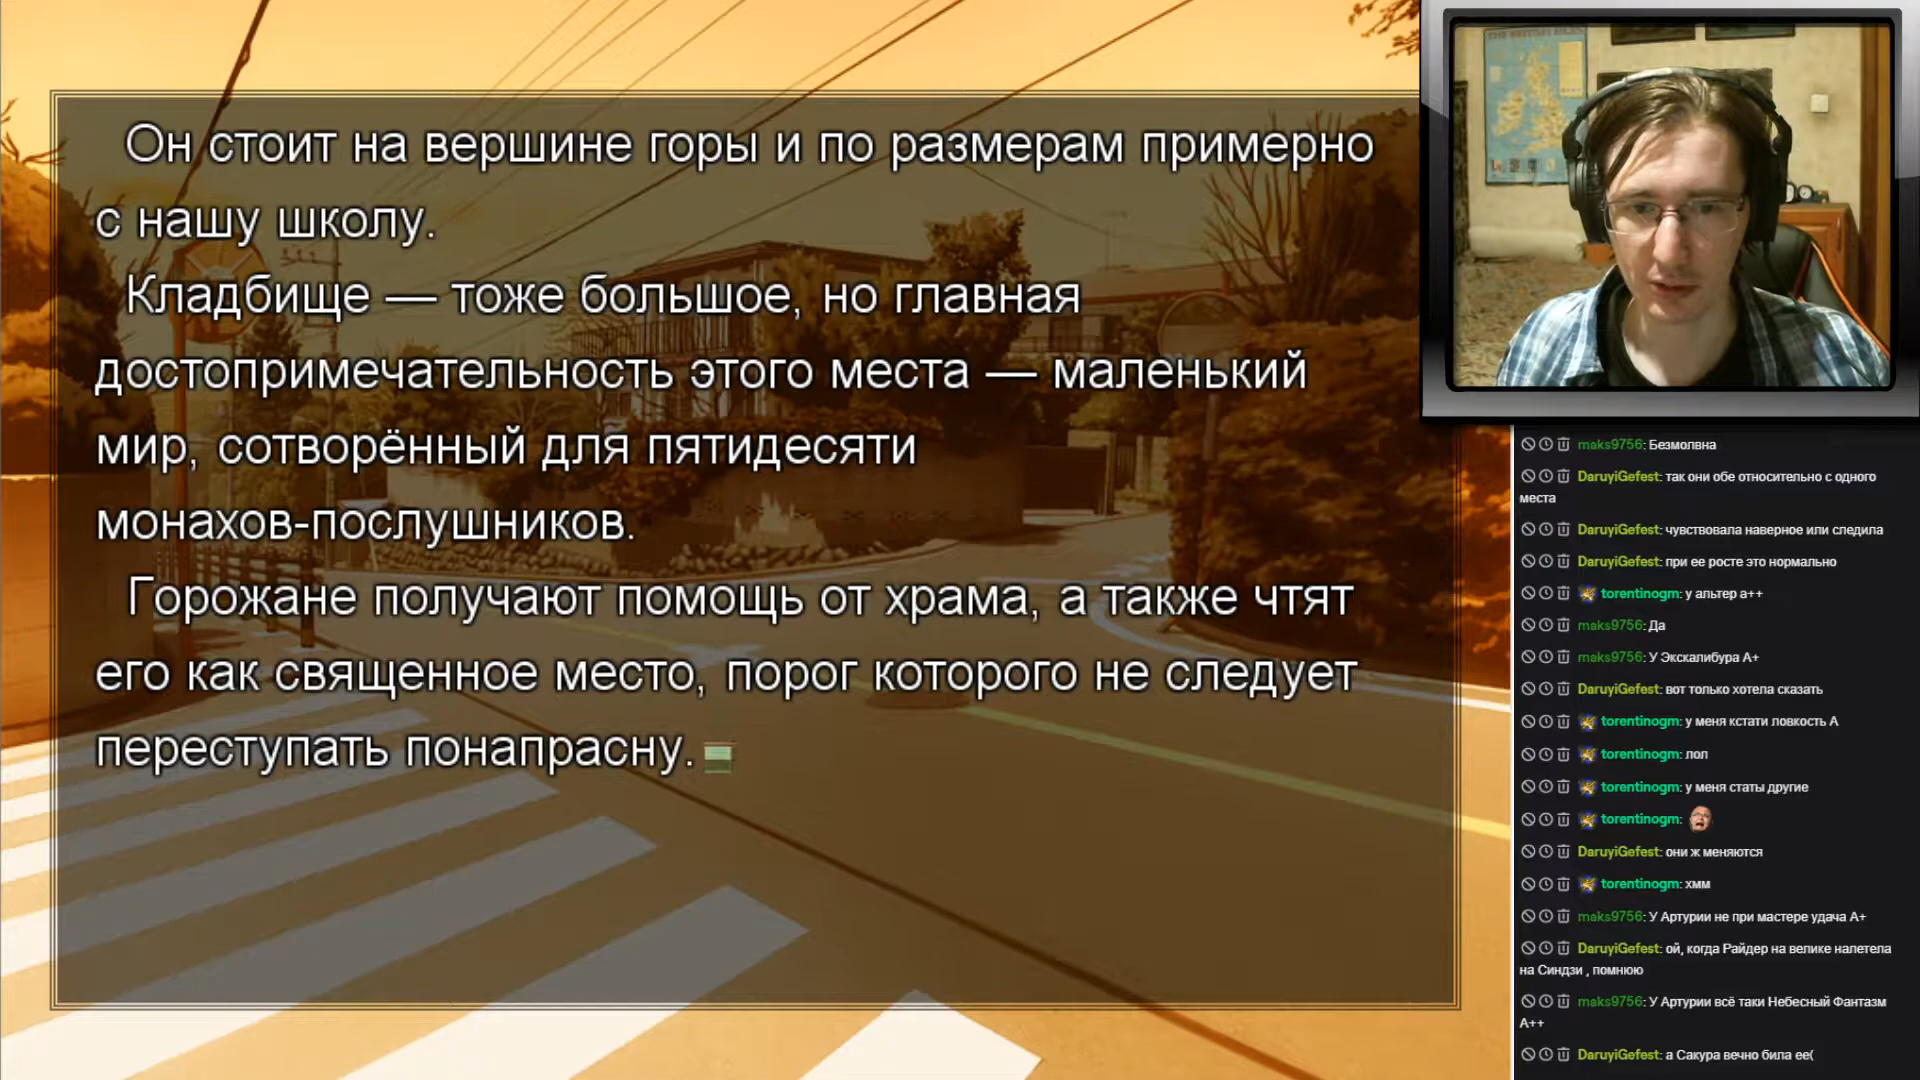 Он стоит на вершине горы и по размерам примерно
с нашу школу.
Кладбище — тоже большое, но главная
достопримечательность этого места — маленький
мир, сотворённый для пятидесяти
монахов-послушников.
Горожане получают помощь от храма, а также чтят
его как священное место, порог которого не следует
переступать понапрасну.
maks9756: Безмолвна
DaruyiGefest: так они обе относительно с одного
места
DaruyiGefest: чувствовала наверное или следила
DaruyiGefest: при ее росте это нормально
torentinogm: у альтер а++
maks9756: Да
maks9756: У Экскалибура А+
DaruyiGefest: вот только хотела сказать
torentinogm: у меня кстати ловкость А
torentinogm: лол
torentinogm: у меня статы другие
torentinogm:
DaruyiGefest: они ж меняются
torentinogm: хмм
maks9756: У Артурии не при мастере удача А+
DaruyiGefest: ой, когда Райдер на велике налетела
на Синдзи , помнюю
maks9756: У Артурии всё таки Небесный Фантазм
А++
DaruyiGefest: а Сакура вечно била ее(